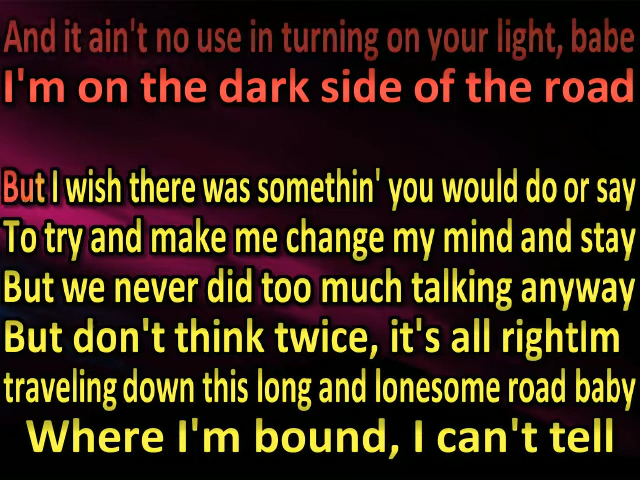 And it ain't no use in turning on your light, babe
I'm on the dark side of the road
But I wish there was somethin' you would do or say
To try and make me change my mind and stay
But we never did too much talking anyway
But don't think twice, it's all rightIm
traveling down this long and lonesome road baby
Where I'm bound, I can't tell